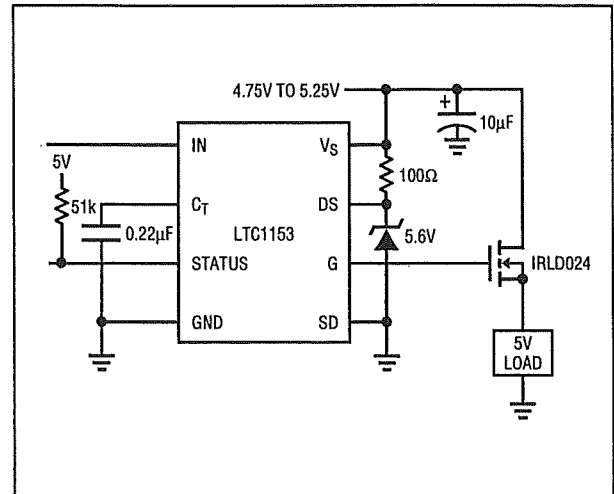 4.75V TO 5.25V
+
10µF
IN
VS
5V
100Ω
51k
CT
DS
0.22µF
LTC1153
5.6V
STATUS
G
IRLD024
GND
SD
5V
LOAD